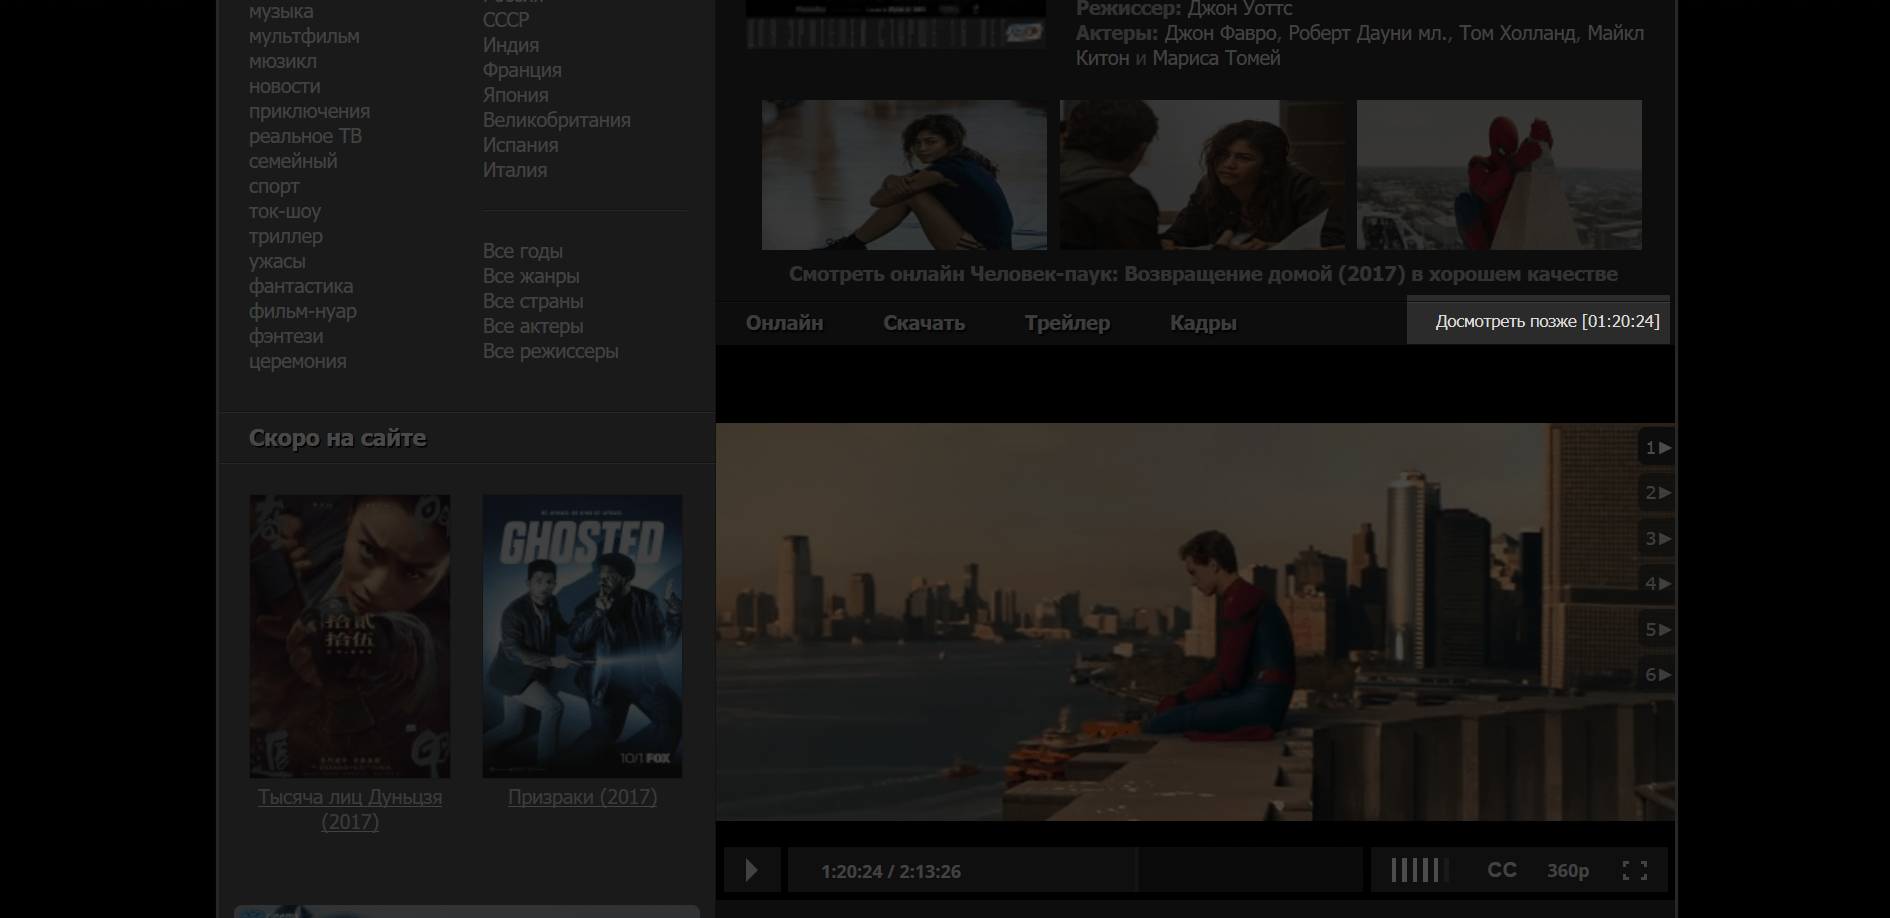 музыка
мультфильм
мюзикл
новости
приключения
реальное ТВ
семейный
спорт
ток-шоу
триллер
ужасы
фантастика
фильм-нуар
фэнтези
церемония
Россия
СССР
Индия
Франция
Япония
Великобритания
Испания
Италия
Все годы
Все жанры
Все страны
Все актеры
Все режиссеры
Скоро на сайте
GHOSTED
10/1 FOX
Тысяча лиц Дуньцзя
(2017)
Призраки (2017)
Режиссер: Джон Уоттс
Актеры: Джон Фавро, Роберт Дауни мл., Том Холланд, Майкл
Китон и Мариса Томей
Смотреть онлайн Человек-паук: Возвращение домой (2017) в хорошем качестве
Онлайн Скачать Трейлер Кадры Досмотреть позже [01:20:24]
1
2
3
4
5
6
1:20:24 / 2:13:26 CC 360p